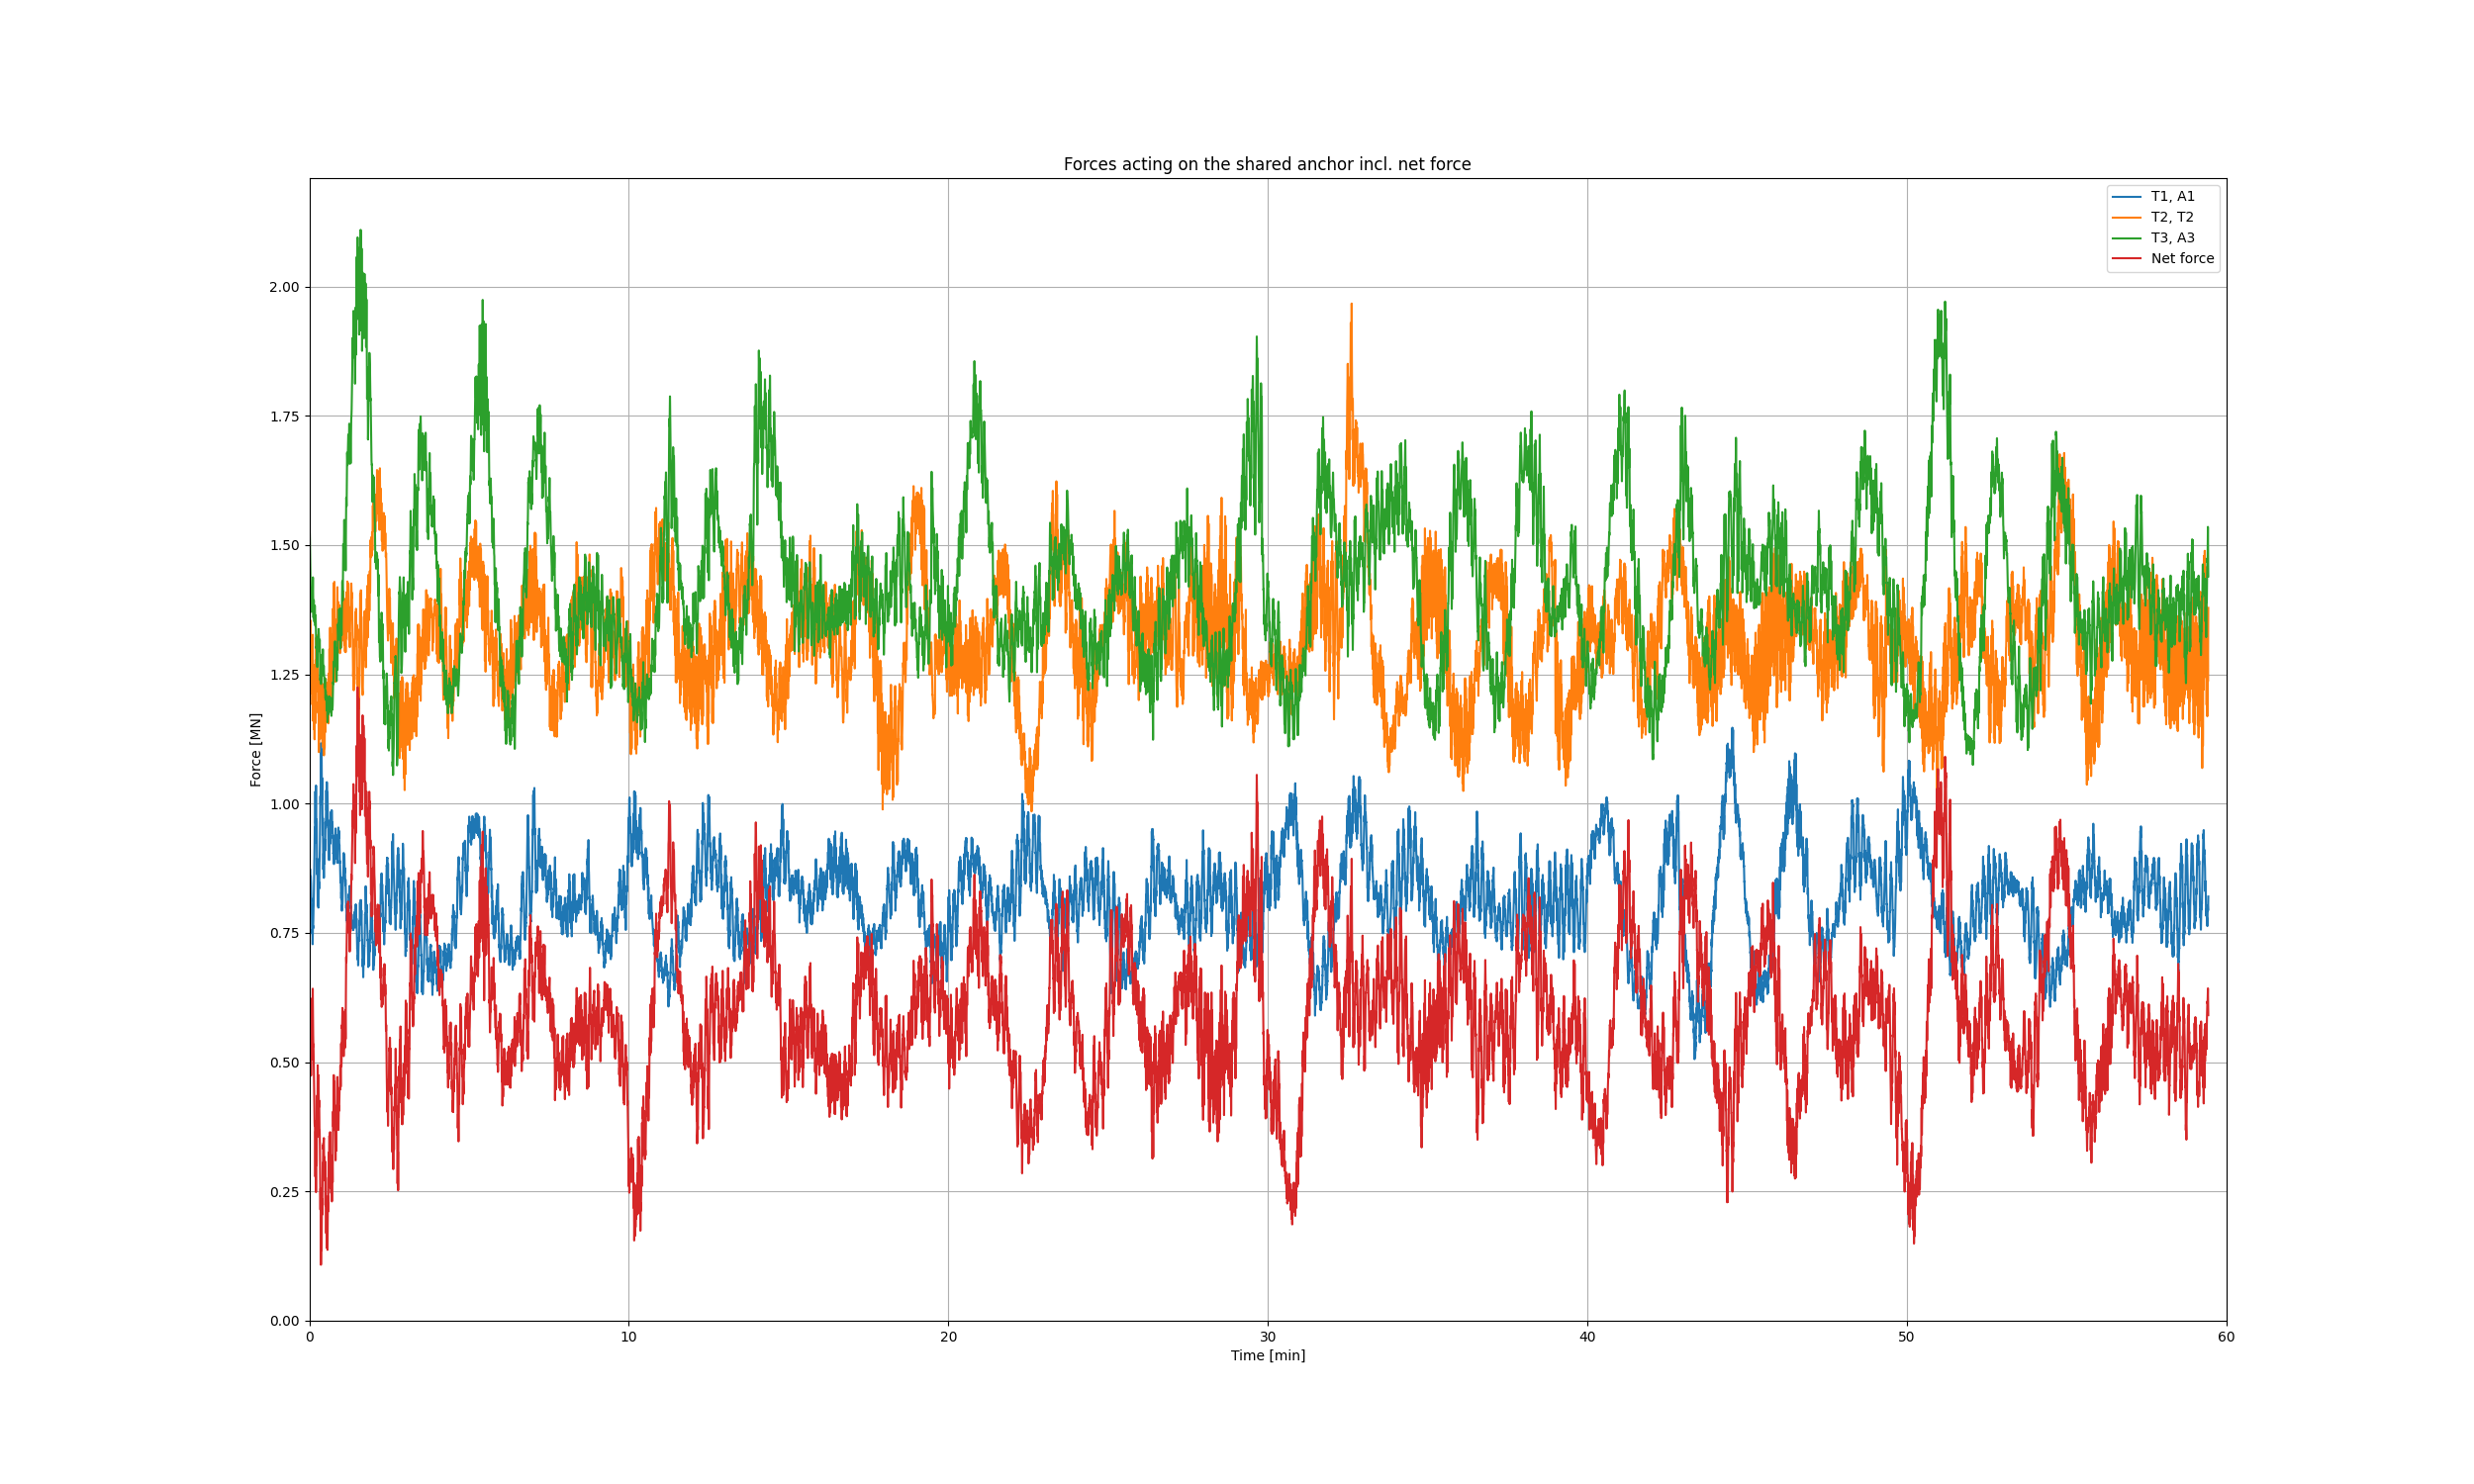 Forces acting on the shared anchor incl. net force
T1, A1
T2, T2
T3, A3
Net force
Force [MN]
2.00
1.75
1.50
1.25
1.00
0.75
0.50
0.25
0.00
0 10 20 30 40 50 60
Time [min]